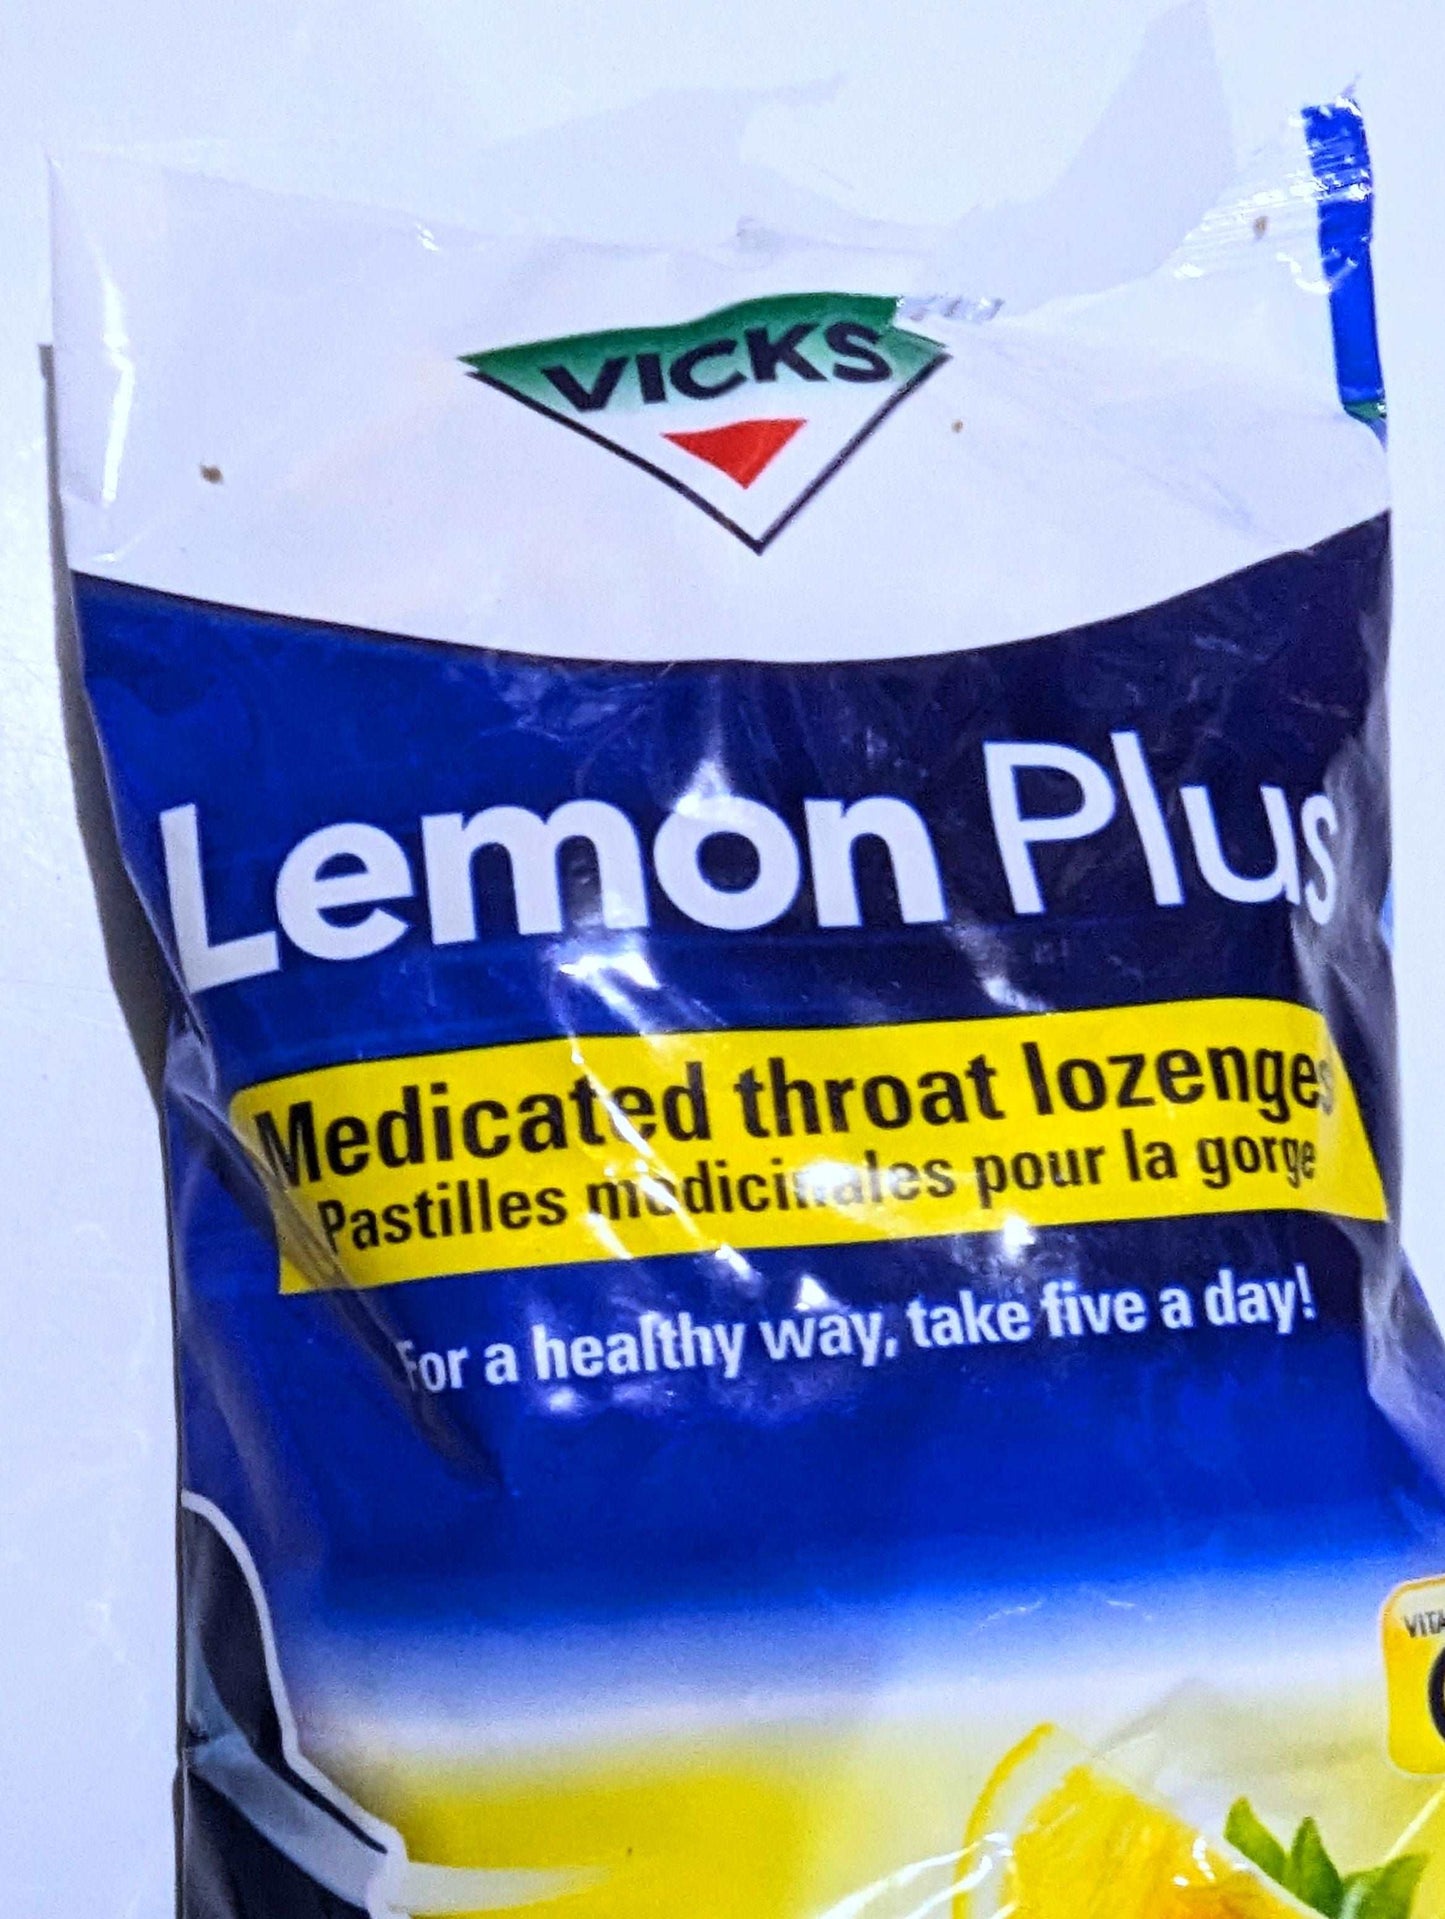 VICKS
Lemon Plus
Medicated throat lozenges
Pastilles medicinales pour la gorge
For a healthy way, take five a day!